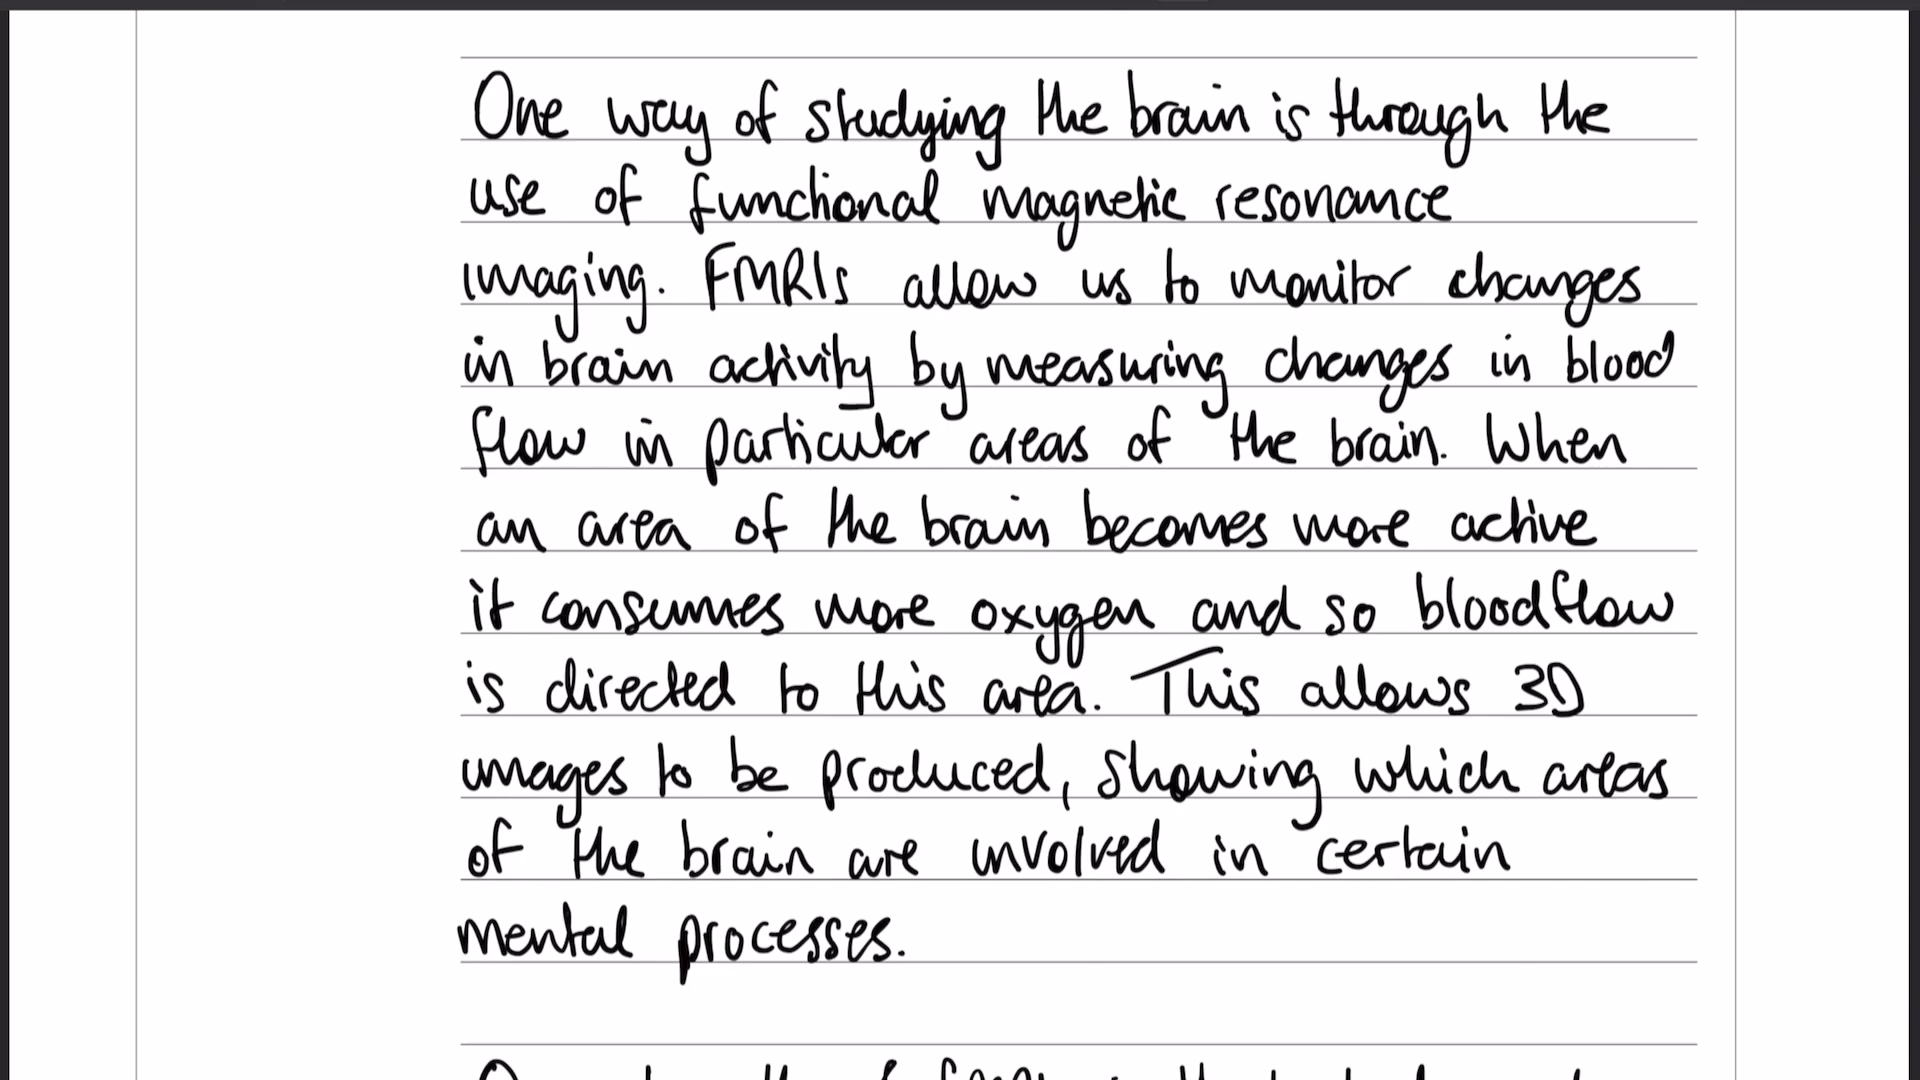 One way of studying the brain is through the
use of functional magnetic resonance
imaging. FMRIs allow us to monitor changes
in brain activity by measuring changes in blood
flow in particular areas of the brain. When
an area of the brain becomes more active
it consumes more oxygen and so bloodflow
is directed to this area. This allows 3D
images to be produced, showing which areas
of the brain are involved in certain
mental processes.